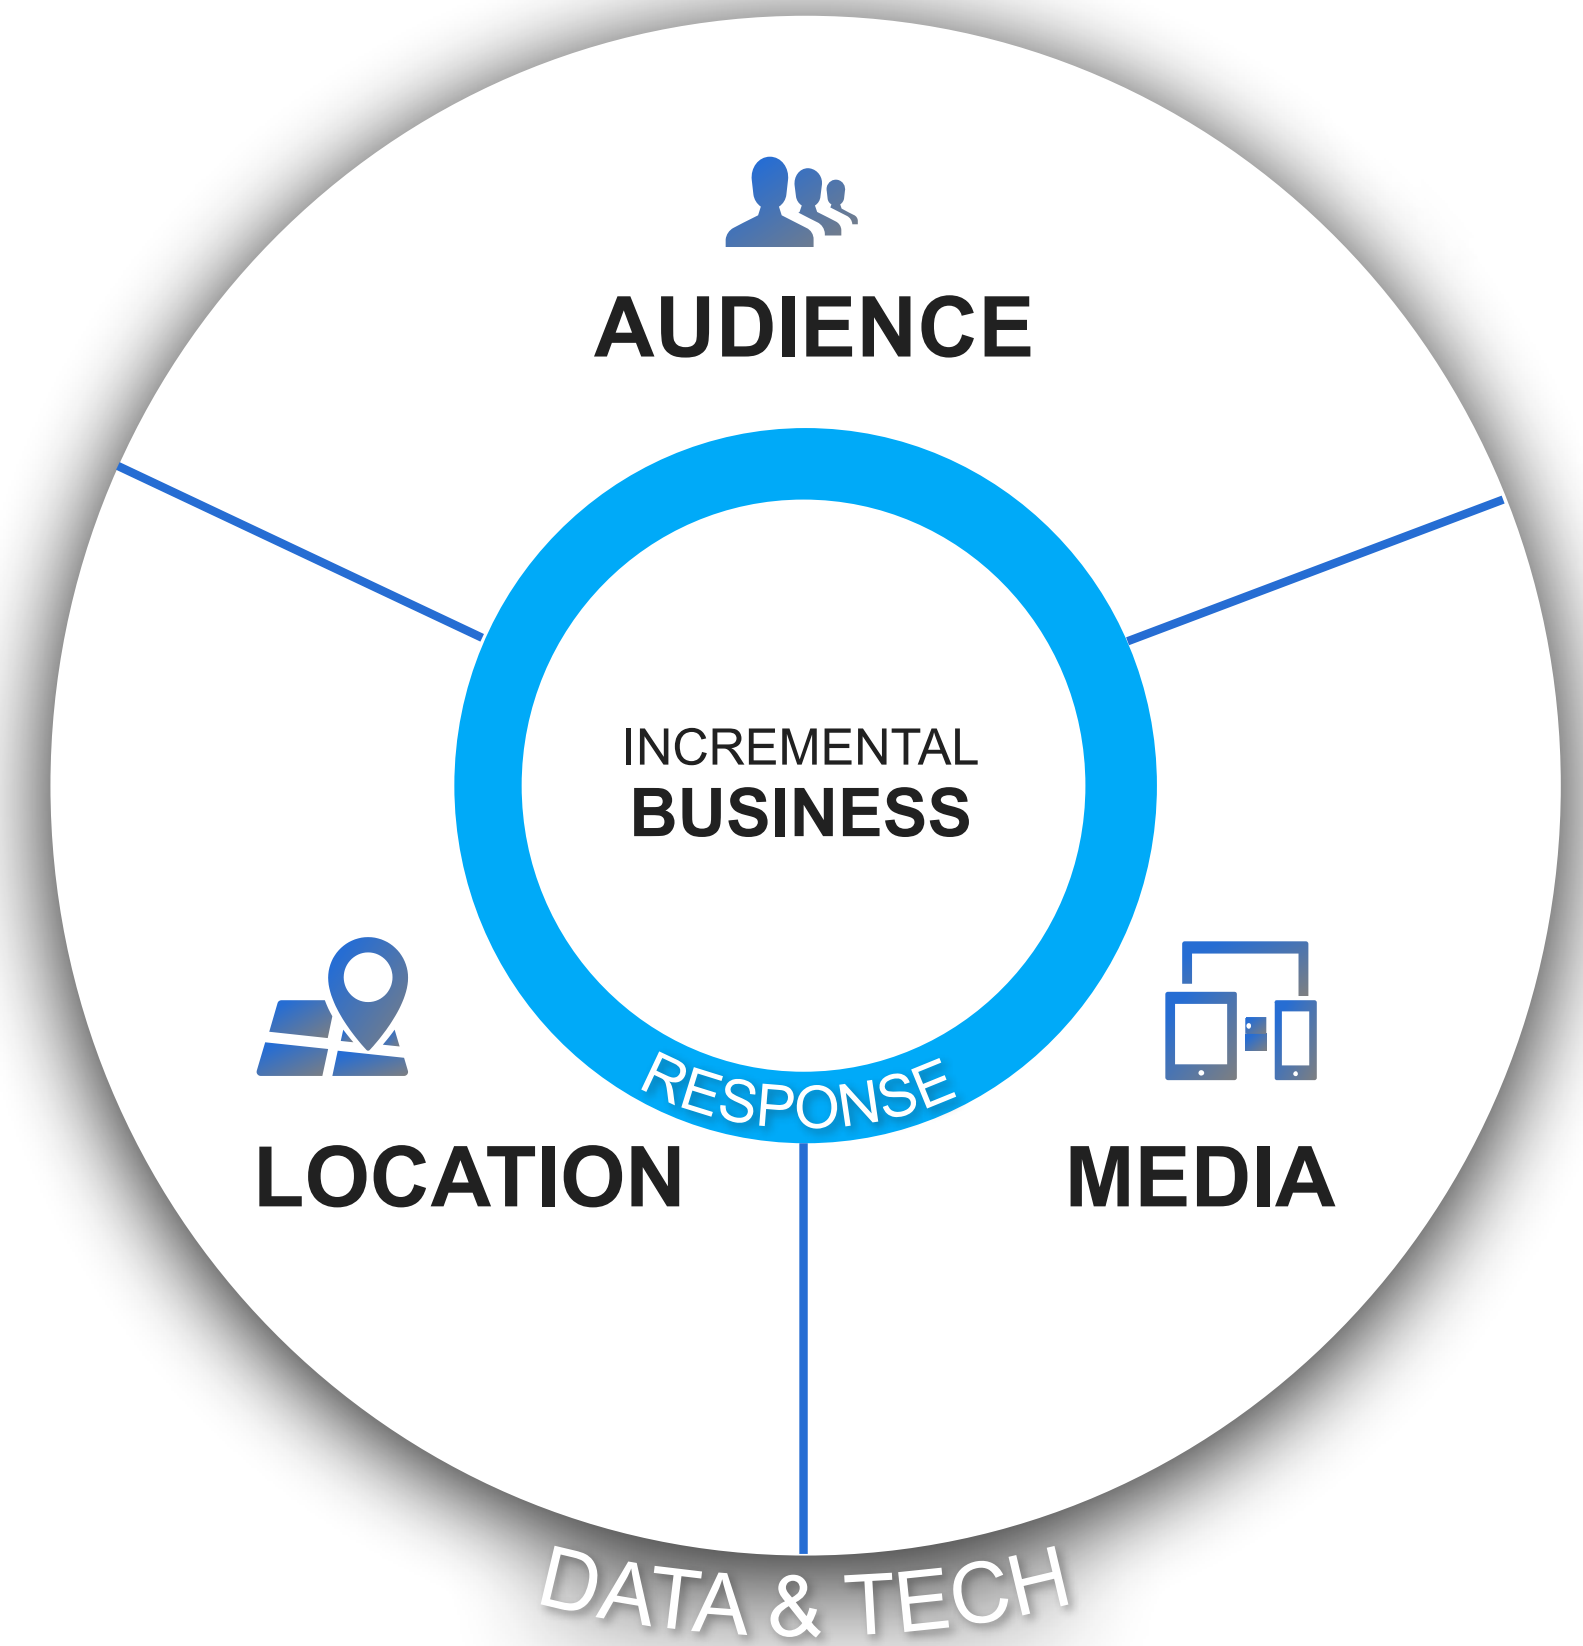 AUDIENCE
INCREMENTAL
BUSINESS
RESPONSE
LOCATION
MEDIA
DATA & TECH